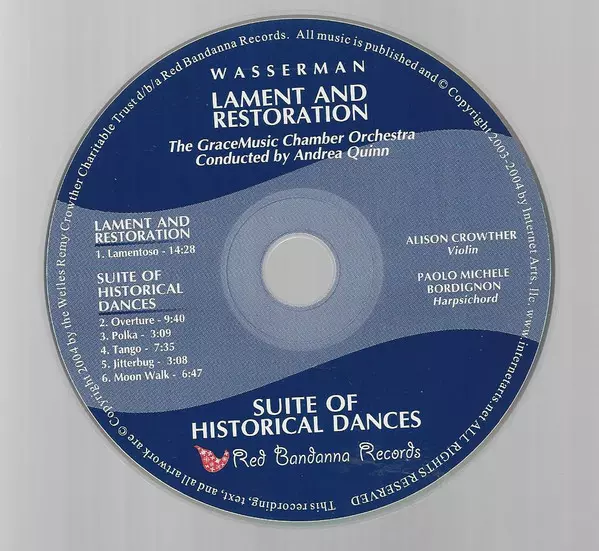 WASSERMAN
LAMENT AND
RESTORATION
The GraceMusic Chamber Orchestra
Conducted by Andrea Quinn
LAMENT AND
RESTORATION
1. Lamentoso - 14:28
SUITE OF
HISTORICAL
DANCES
2. Overture - 9:40
3. Polka - 3:09
4. Tango - 7:35
5. Jitterbug - 3:08
6. Moon Walk - 6:47
ALISON CROWTHER
Violin
PAOLO MICHELE
BORDIGNON
Harpsichord
SUITE OF
HISTORICAL DANCES
Red Bandanna Records
This recording, text, and all artwork are © Copyright 2004 by the Welles Remy Crowther Charitable Trust d/b/a Red Bandanna Records. All music is published and © Copyright 2003-2004 by Internet Arts, llc. www.internetarts.net ALL RIGHTS RESERVED